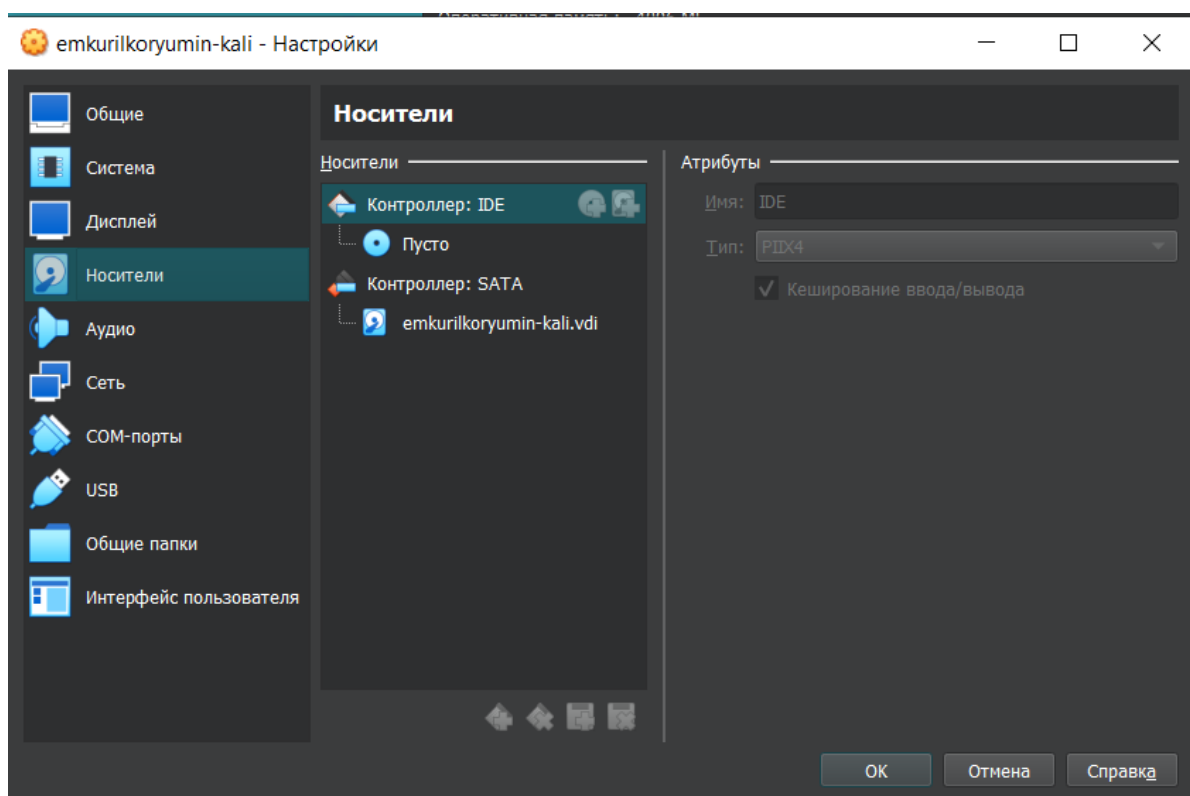 emkurilkoryumin-kali - Настройки
Общие
Система
Дисплей
Носители
Аудио
Сеть
COM-порты
USB
Общие папки
Интерфейс пользователя
Носители
Носители
Контроллер: IDE
Пусто
Контроллер: SATA
emkurilkoryumin-kali.vdi
Атрибуты
Имя: IDE
Тип: PIIX4
Кеширование ввода/вывода
OK
Отмена
Справка